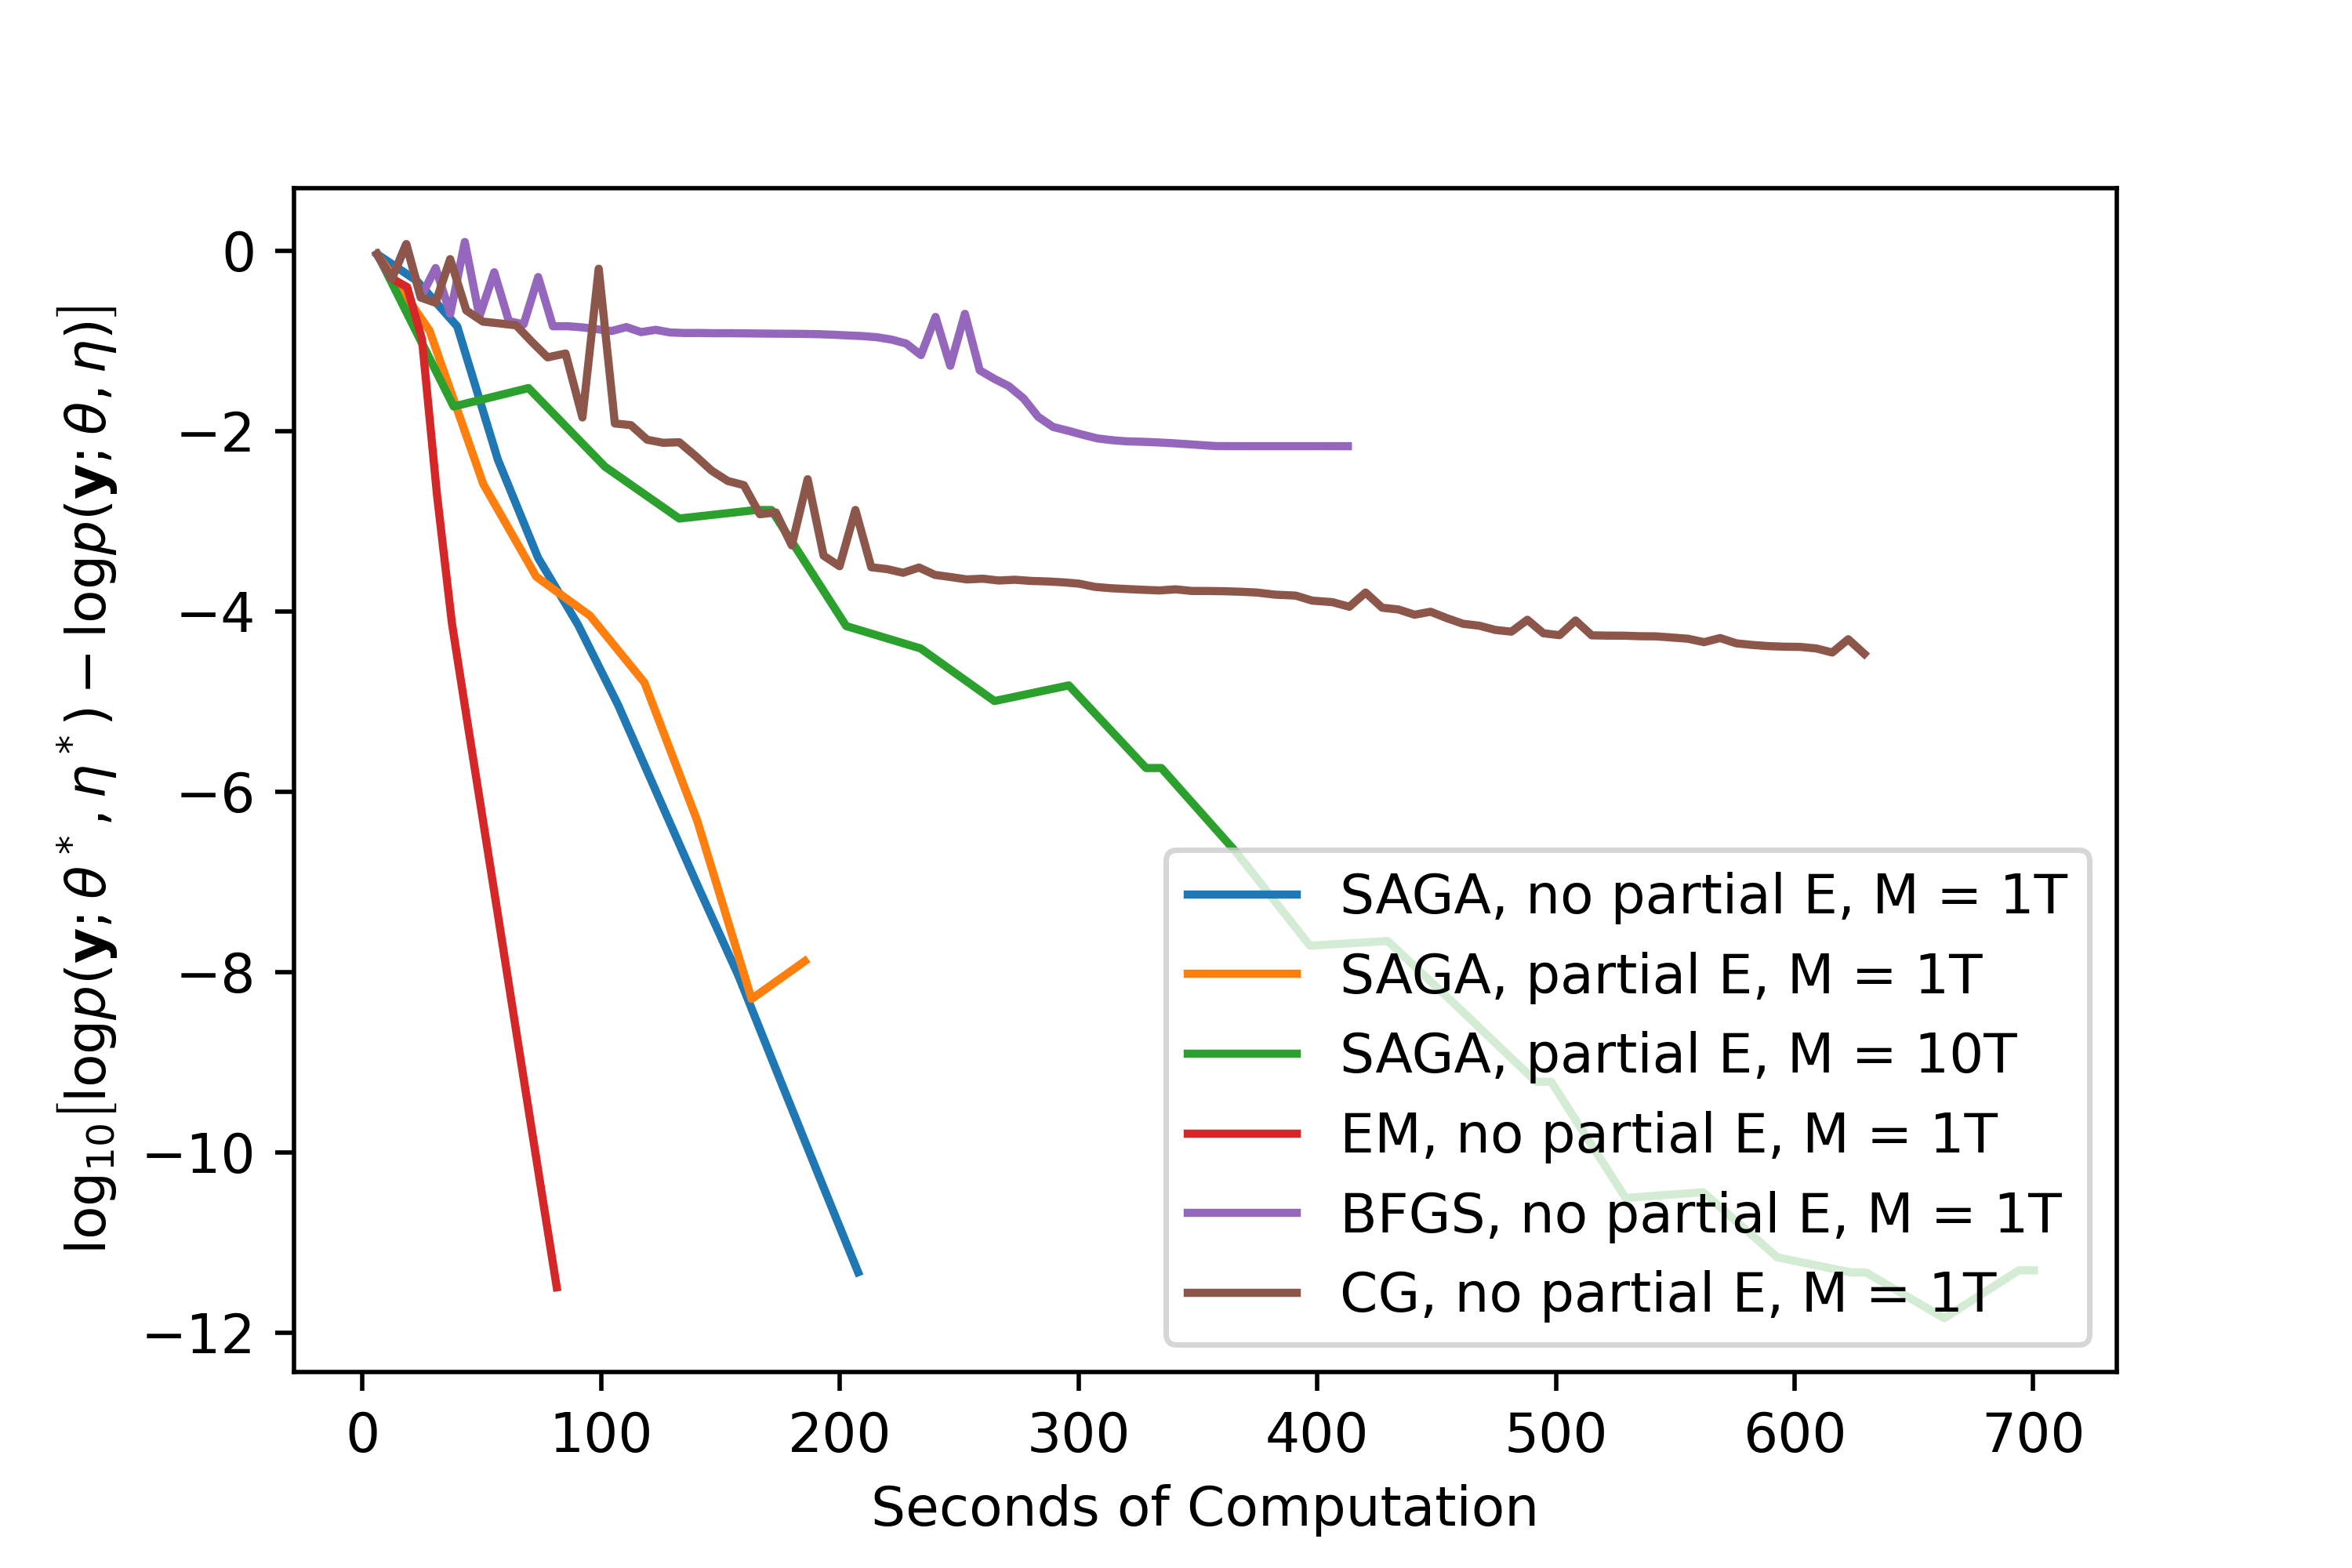 log₁₀[logp(y; θ*, η*) − logp(y; θ, η)]
0
−2
−4
−6
−8
−10
−12
SAGA, no partial E, M = 1T
SAGA, partial E, M = 1T
SAGA, partial E, M = 10T
EM, no partial E, M = 1T
BFGS, no partial E, M = 1T
CG, no partial E, M = 1T
0 100 200 300 400 500 600 700
Seconds of Computation